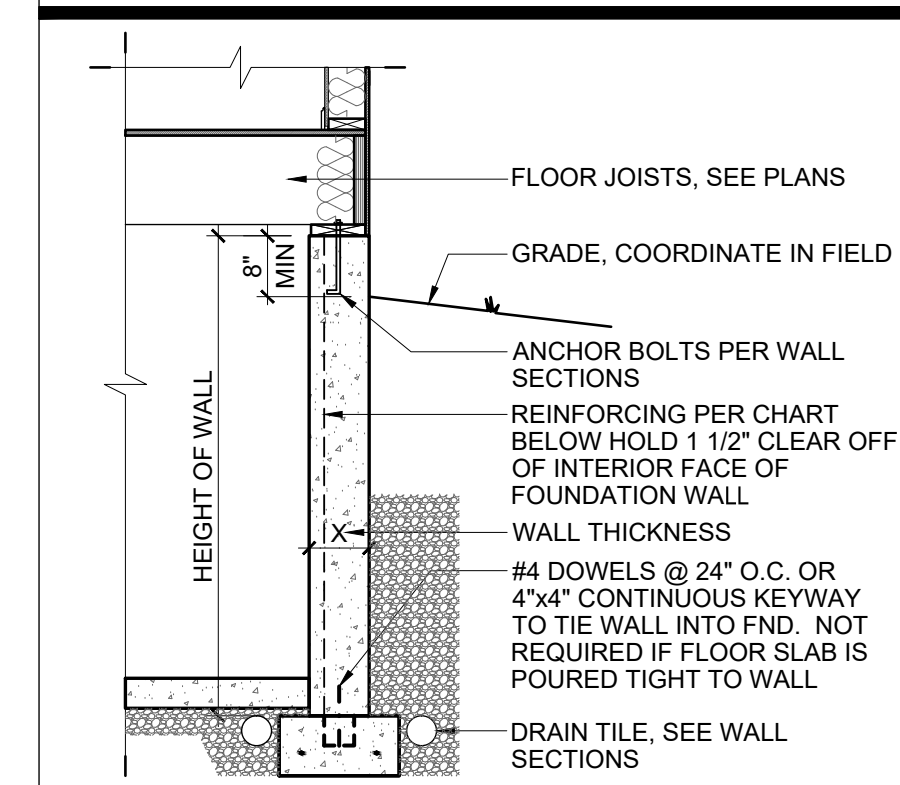 FLOOR JOISTS, SEE PLANS
GRADE, COORDINATE IN FIELD
8"
MIN
ANCHOR BOLTS PER WALL
SECTIONS
HEIGHT OF WALL
REINFORCING PER CHART
BELOW HOLD 1 1/2" CLEAR OFF
OF INTERIOR FACE OF
FOUNDATION WALL
X
WALL THICKNESS
#4 DOWELS @ 24" O.C. OR
4"x4" CONTINUOUS KEYWAY
TO TIE WALL INTO FND. NOT
REQUIRED IF FLOOR SLAB IS
POURED TIGHT TO WALL
DRAIN TILE, SEE WALL
SECTIONS